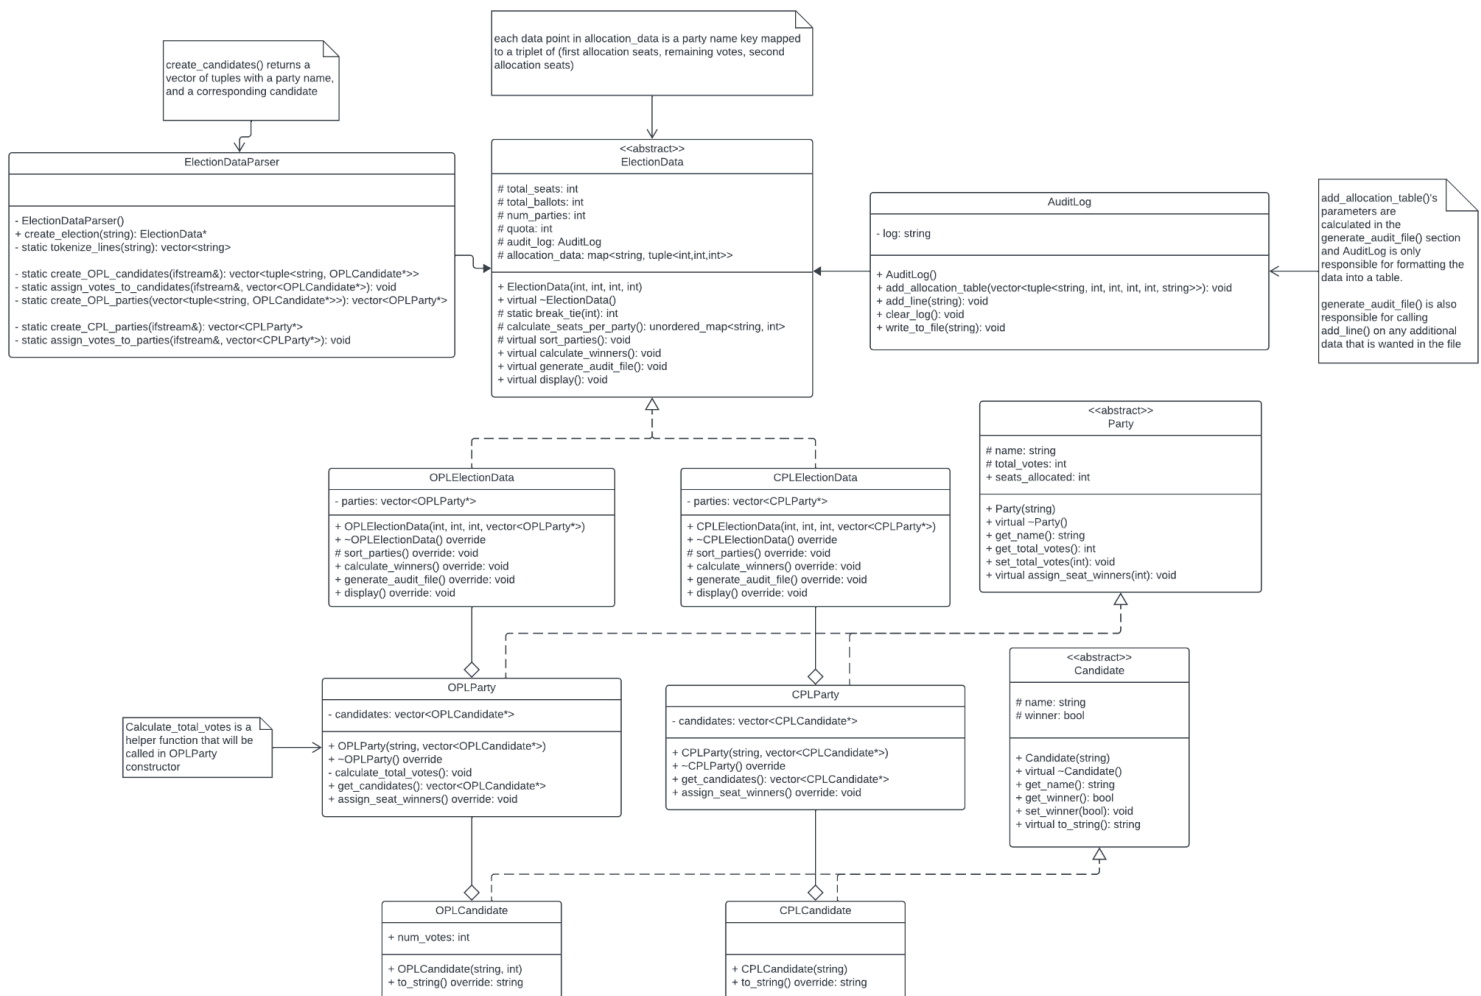 create_candidates() returns a
vector of tuples with a party name,
and a corresponding candidate
each data point in allocation_data is a party name key mapped
to a triplet of (first allocation seats, remaining votes, second
allocation seats)
ElectionDataParser
- ElectionDataParser()
+ create_election(string): ElectionData*
- static tokenize_lines(string): vector<string>
- static create_OPL_candidates(ifstream&): vector<tuple<string, OPLCandidate*>>
- static assign_votes_to_candidates(ifstream&, vector<OPLCandidate*>): void
- static create_OPL_parties(vector<tuple<string, OPLCandidate*>>): vector<OPLParty*>
- static create_CPL_parties(ifstream&): vector<CPLParty*>
- static assign_votes_to_parties(ifstream&, vector<CPLParty*>): void
<<abstract>>
ElectionData
# total_seats: int
# total_ballots: int
# num_parties: int
# quota: int
# audit_log: AuditLog
# allocation_data: map<string, tuple<int,int,int>>
+ ElectionData(int, int, int, int)
+ virtual ~ElectionData()
# static break_tie(int): int
# calculate_seats_per_party(): unordered_map<string, int>
# virtual sort_parties(): void
+ virtual calculate_winners(): void
+ virtual generate_audit_file(): void
+ virtual display(): void
AuditLog
- log: string
+ AuditLog()
+ add_allocation_table(vector<tuple<string, int, int, int, int, string>>): void
+ add_line(string): void
+ clear_log(): void
+ write_to_file(string): void
add_allocation_table()'s
parameters are
calculated in the
generate_audit_file() section
and AuditLog is only
responsible for formatting the
data into a table.
generate_audit_file() is also
responsible for calling
add_line() on any additional
data that is wanted in the file
OPLElectionData
- parties: vector<OPLParty*>
+ OPLElectionData(int, int, int, vector<OPLParty*>)
+ ~OPLElectionData() override
# sort_parties() override: void
+ calculate_winners() override: void
+ generate_audit_file() override: void
+ display() override: void
CPLElectionData
- parties: vector<CPLParty*>
+ CPLElectionData(int, int, int, vector<CPLParty*>)
+ ~CPLElectionData() override
# sort_parties() override: void
+ calculate_winners() override: void
+ generate_audit_file() override: void
+ display() override: void
<<abstract>>
Party
# name: string
# total_votes: int
+ seats_allocated: int
+ Party(string)
+ virtual ~Party()
+ get_name(): string
+ get_total_votes(): int
+ set_total_votes(int): void
+ virtual assign_seat_winners(int): void
Calculate_total_votes is a
helper function that will be
called in OPLParty
constructor
OPLParty
- candidates: vector<OPLCandidate*>
+ OPLParty(string, vector<OPLCandidate*>)
+ ~OPLParty() override
- calculate_total_votes(): void
+ get_candidates(): vector<OPLCandidate*>
+ assign_seat_winners() override: void
CPLParty
- candidates: vector<CPLCandidate*>
+ CPLParty(string, vector<CPLCandidate*>)
+ ~CPLParty() override
+ get_candidates(): vector<CPLCandidate*>
+ assign_seat_winners() override: void
<<abstract>>
Candidate
# name: string
# winner: bool
+ Candidate(string)
+ virtual ~Candidate()
+ get_name(): string
+ get_winner(): bool
+ set_winner(bool): void
+ virtual to_string(): string
OPLCandidate
+ num_votes: int
+ OPLCandidate(string, int)
+ to_string() override: string
CPLCandidate
+ CPLCandidate(string)
+ to_string() override: string